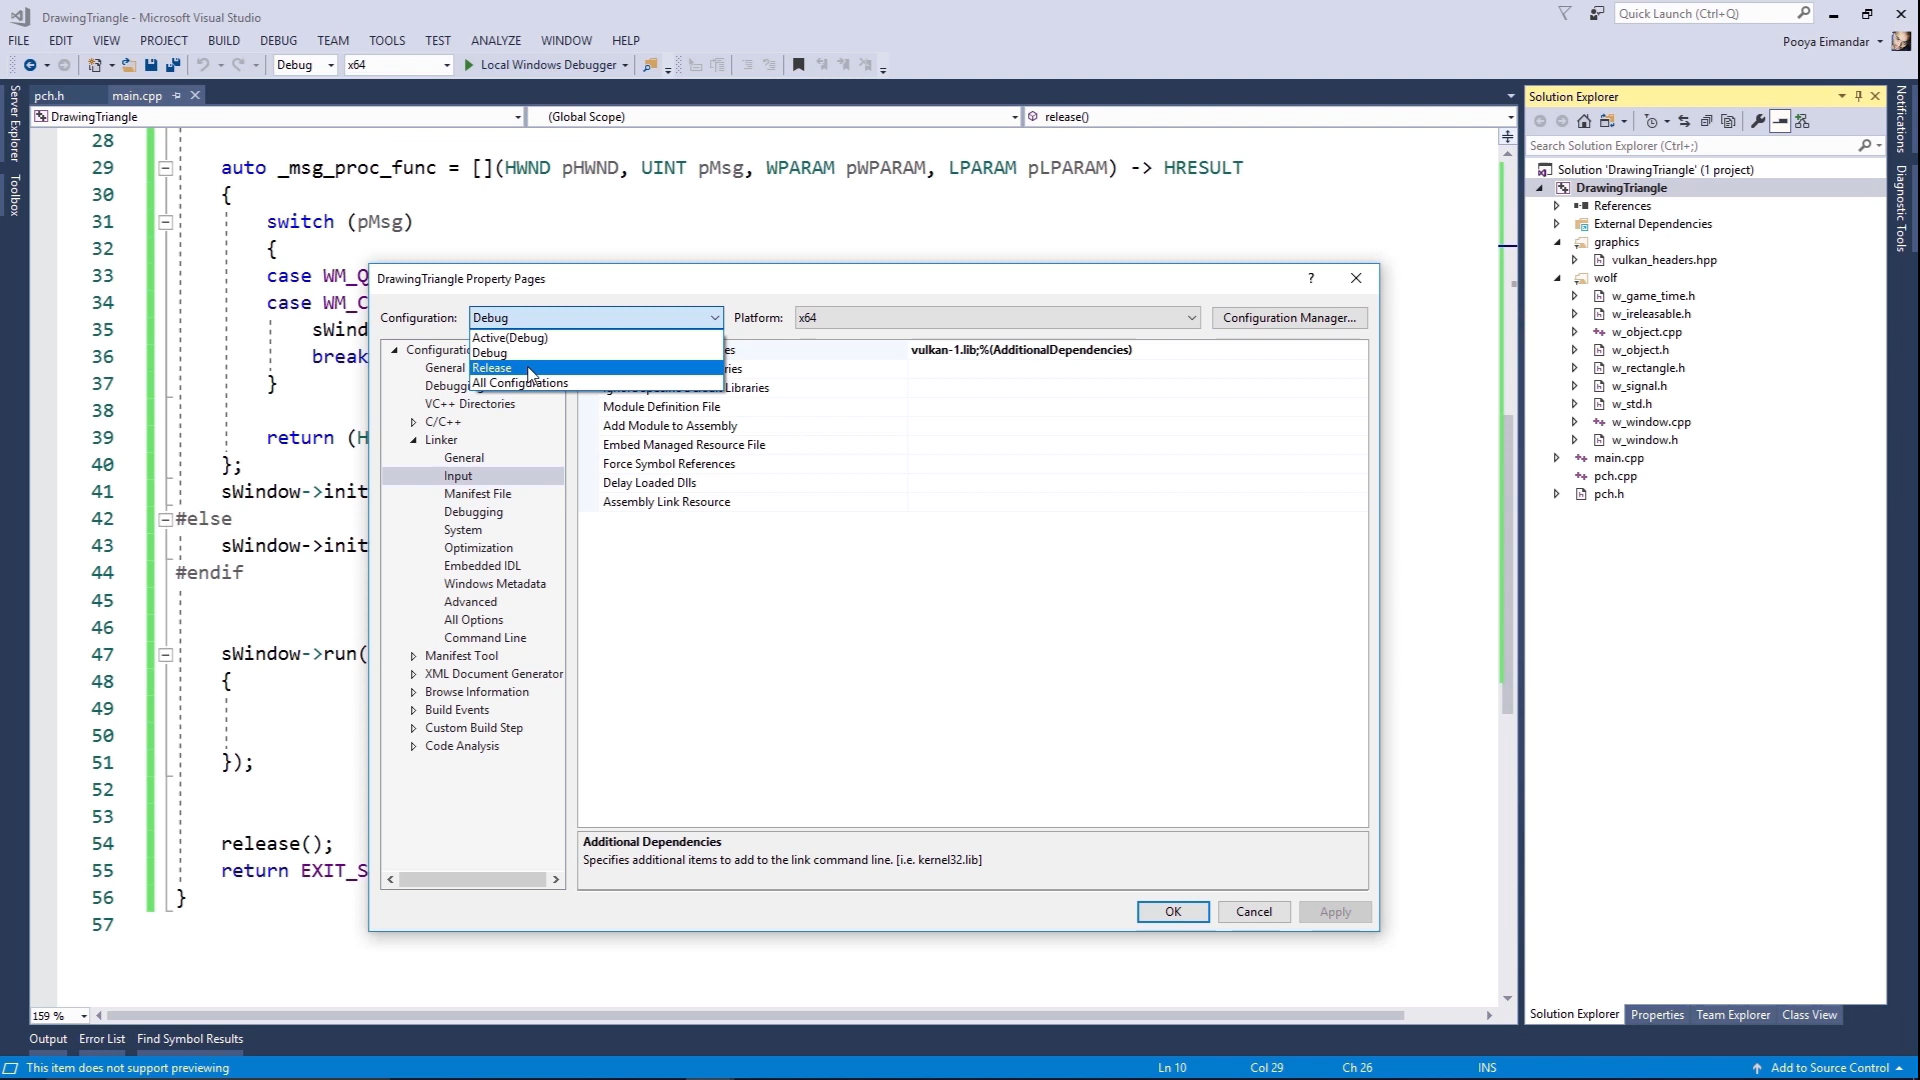 DrawingTriangle - Microsoft Visual Studio
Quick Launch (Ctrl+Q)
FILE EDIT VIEW PROJECT BUILD DEBUG TEAM TOOLS TEST ANALYZE WINDOW HELP
Pooya Eimandar
Debug x64 Local Windows Debugger
Server Explorer
Toolbox
pch.h main.cpp
DrawingTriangle (Global Scope) release()
28
29 auto _msg_proc_func = [](HWND pHWND, UINT pMsg, WPARAM pWPARAM, LPARAM pLPARAM) -> HRESULT
30 {
31 switch (pMsg)
32 {
33 case WM_Q
34 case WM_C
35 sWind
36 break
37 }
38
39 return (H
40 };
41 sWindow->init
42 #else
43 sWindow->init
44 #endif
45
46
47 sWindow->run(
48 {
49
50
51 });
52
53
54 release();
55 return EXIT_S
56 }
57
DrawingTriangle Property Pages
?
Configuration: Debug Platform: x64 Configuration Manager...
Active(Debug)
Debug
Release
All Configurations
General
VC++ Directories
C/C++
Linker
General
Input
Manifest File
Debugging
System
Optimization
Embedded IDL
Windows Metadata
Advanced
All Options
Command Line
Manifest Tool
XML Document Generator
Browse Information
Build Events
Custom Build Step
Code Analysis
vulkan-1.lib;%(AdditionalDependencies)
Libraries
Module Definition File
Add Module to Assembly
Embed Managed Resource File
Force Symbol References
Delay Loaded Dlls
Assembly Link Resource
Additional Dependencies
Specifies additional items to add to the link command line. [i.e. kernel32.lib]
OK Cancel Apply
Solution Explorer
Search Solution Explorer (Ctrl+;)
Solution 'DrawingTriangle' (1 project)
DrawingTriangle
References
External Dependencies
graphics
vulkan_headers.hpp
wolf
w_game_time.h
w_ireleasable.h
w_object.cpp
w_object.h
w_rectangle.h
w_signal.h
w_std.h
w_window.cpp
w_window.h
main.cpp
pch.cpp
pch.h
Solution Explorer Properties Team Explorer Class View
Notifications
Diagnostic Tools
159 %
Output Error List Find Symbol Results
This item does not support previewing Ln 10 Col 29 Ch 26 INS Add to Source Control